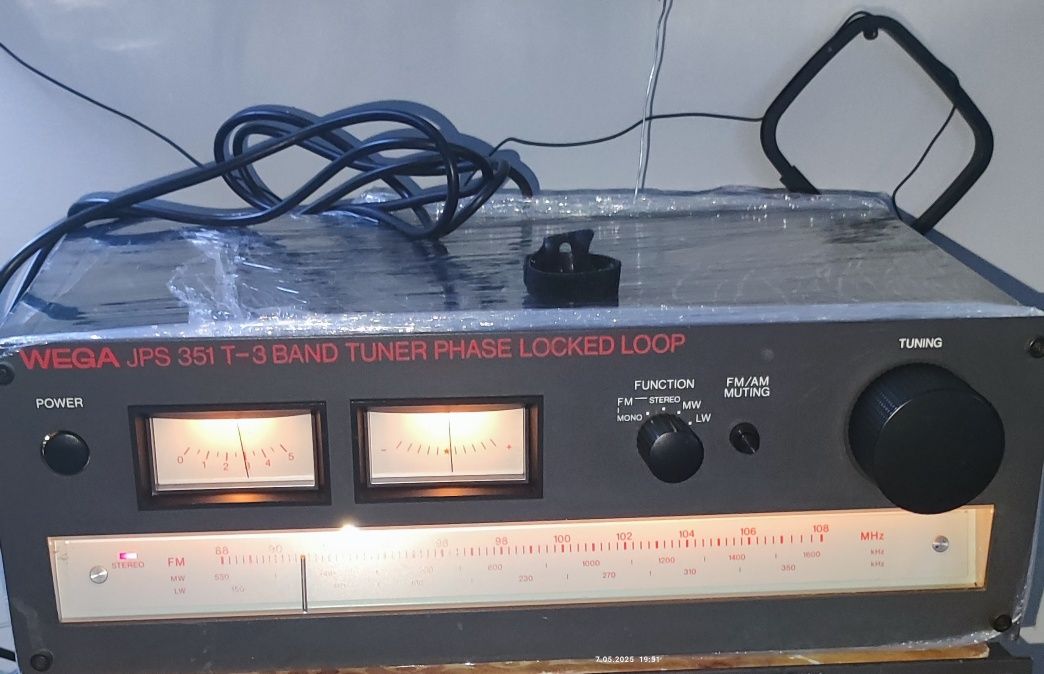 WEGA JPS 351 T-3 BAND TUNER PHASE LOCKED LOOP
TUNING
POWER
FUNCTION
FM STEREO MW
MONO LW
FM/AM
MUTING
0 1 2 3 4 5
- +
STEREO
FM 88 90 96 98 100 102 104 106 108 MHz
MW 530 600 1000 1200 1400 1600 kHz
LW 150 230 270 310 350 kHz
7.05.2025 19:51